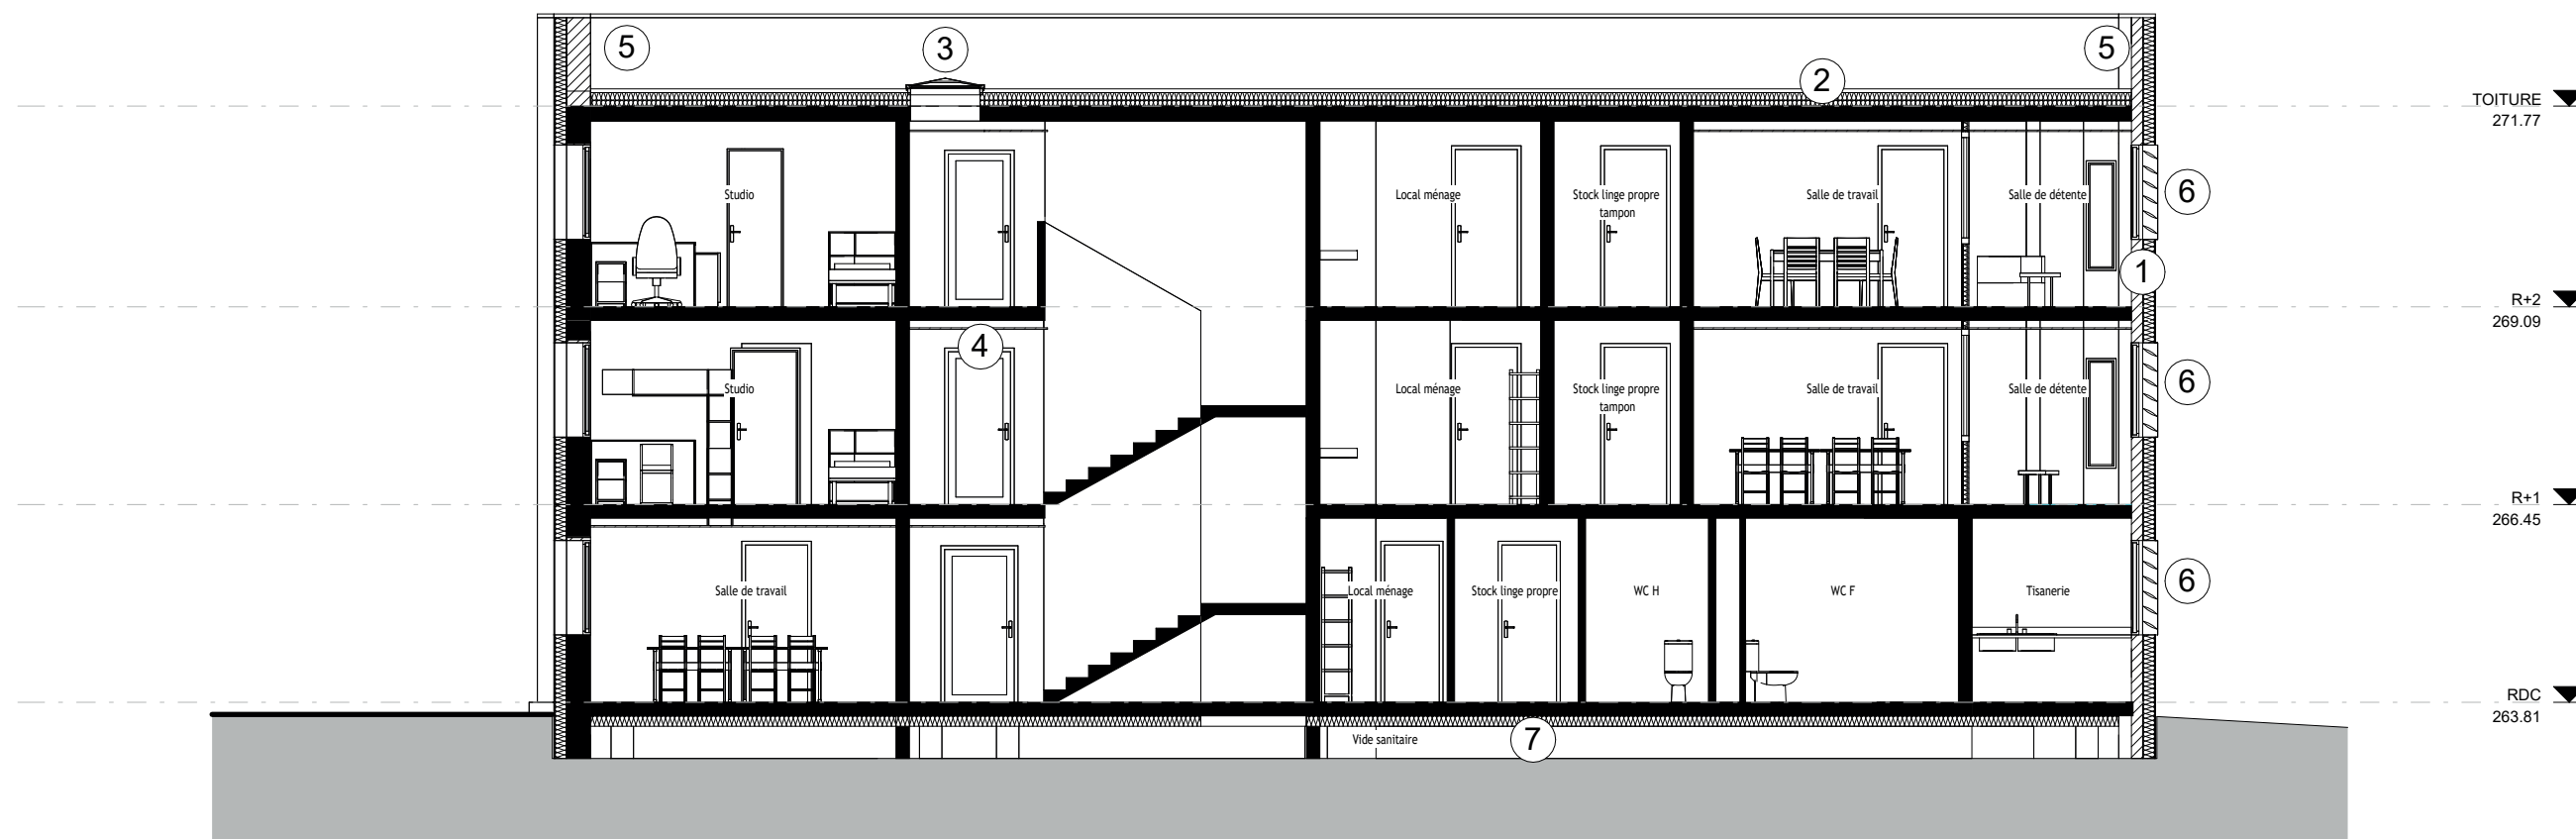 5
3
5
2
TOITURE
271.77
Studio
Local ménage
Stock linge propre
tampon
Salle de travail
Salle de détente
6
1
R+2
269.09
4
Studio
Local ménage
Stock linge propre
tampon
Salle de travail
Salle de détente
6
R+1
266.45
Salle de travail
Local ménage
Stock linge propre
WC H
WC F
Tisanerie
6
RDC
263.81
Vide sanitaire
7